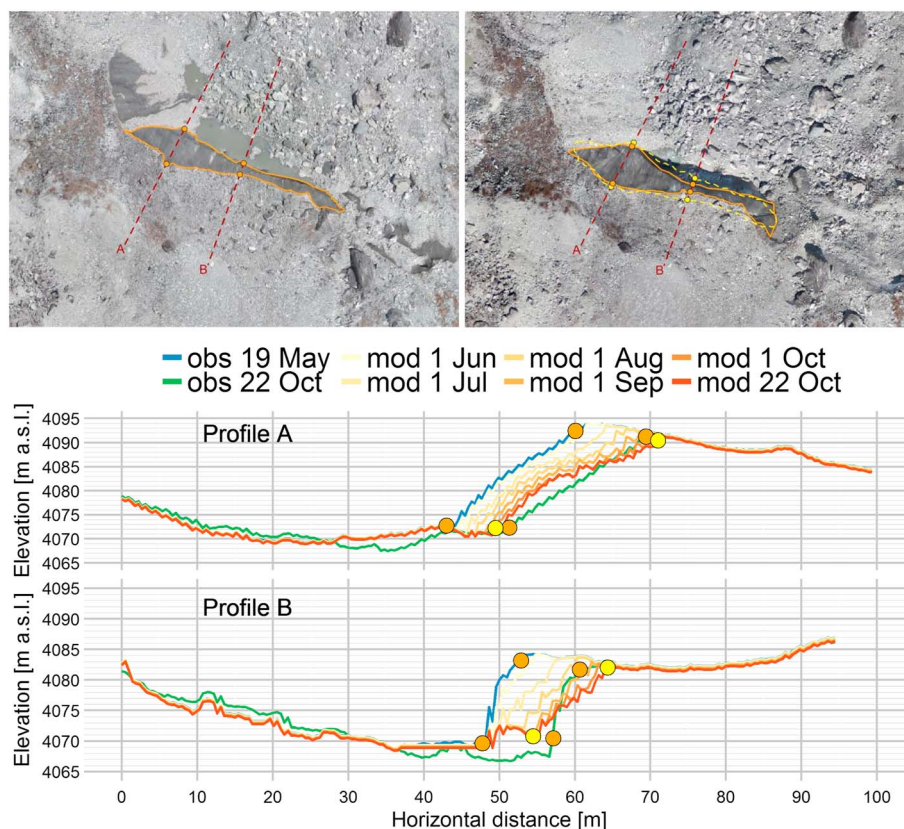 A
B
A
B
obs 19 May mod 1 Jun mod 1 Aug mod 1 Oct
obs 22 Oct mod 1 Jul mod 1 Sep mod 22 Oct
Profile A
Elevation [m a.s.l.]
4095
4090
4085
4080
4075
4070
4065
Profile B
Elevation [m a.s.l.]
4095
4090
4085
4080
4075
4070
4065
0 10 20 30 40 50 60 70 80 90 100
Horizontal distance [m]